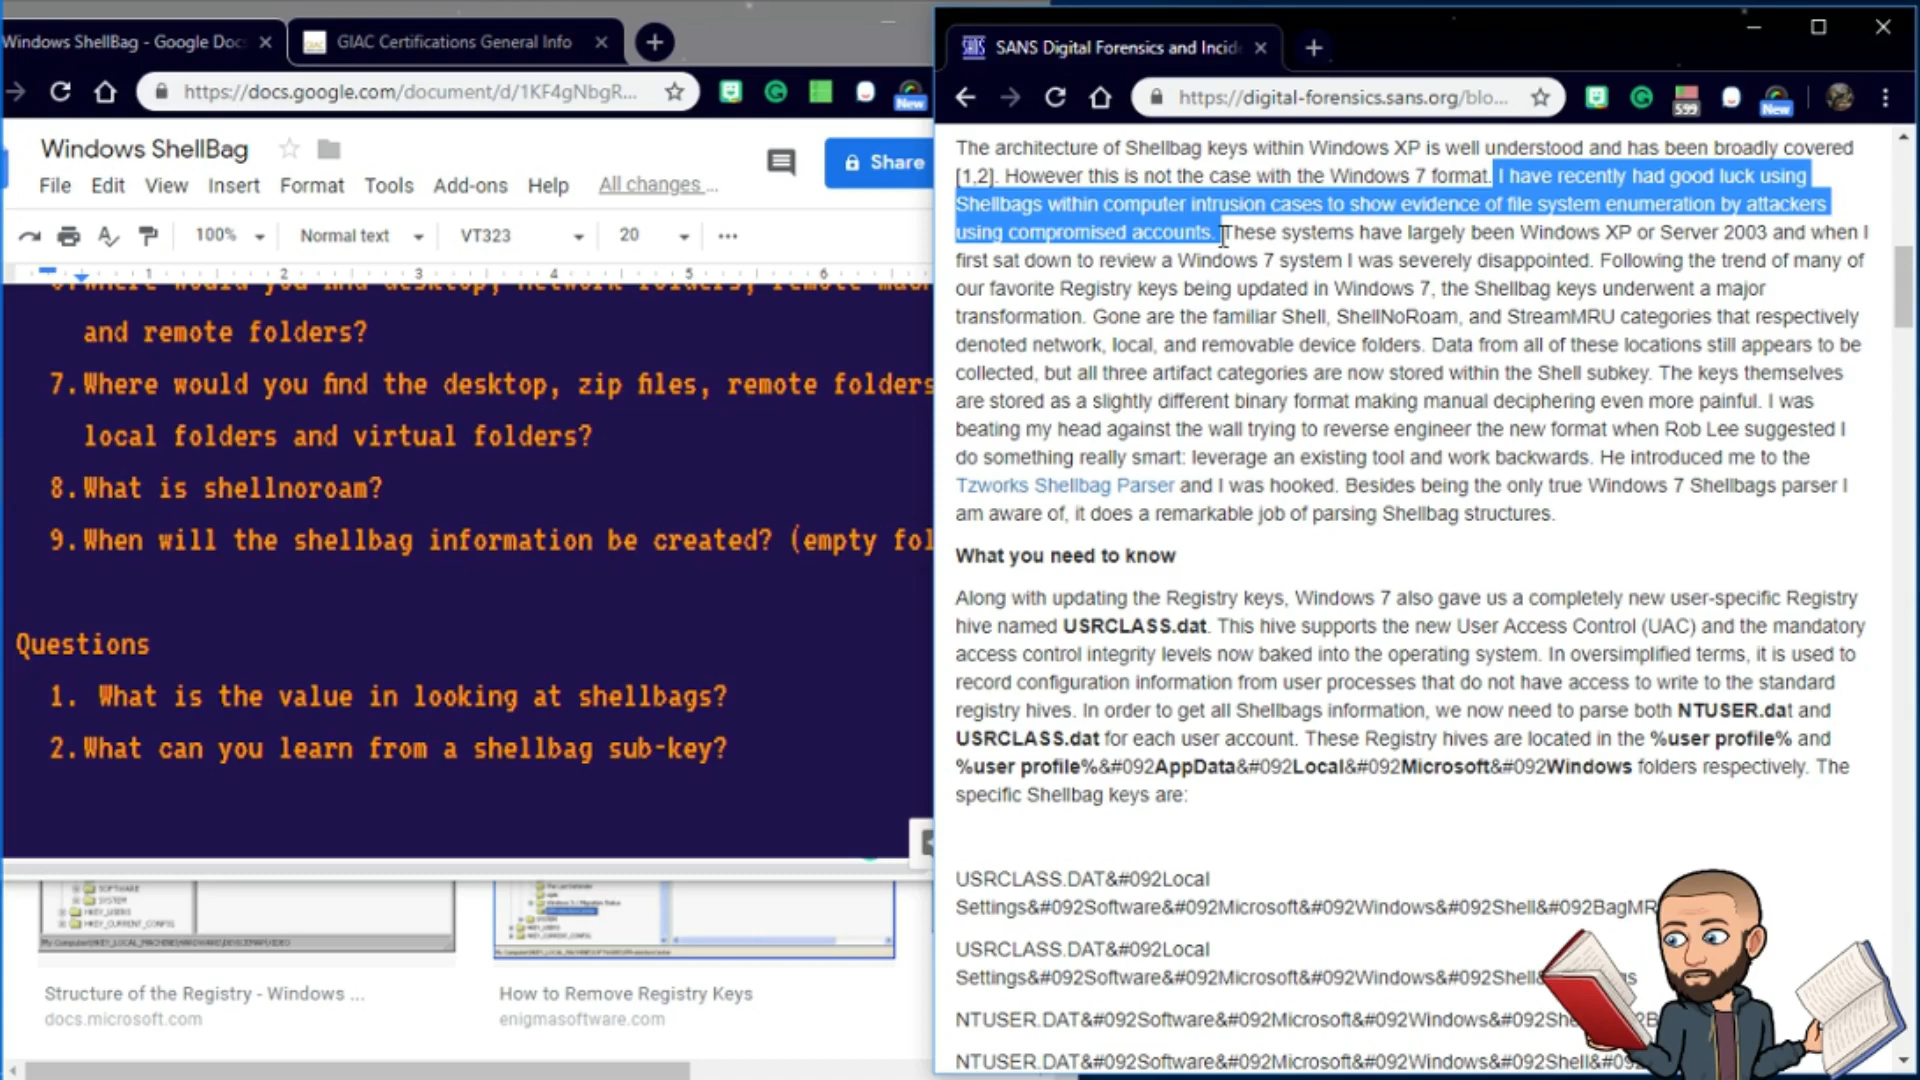 Windows ShellBag - Google Doc
GIAC Certifications General Info
https://docs.google.com/document/d/1KF4gNbgR...
New
Windows ShellBag
Share
File Edit View Insert Format Tools Add-ons Help All changes ...
100% Normal text VT323 20
1 2 3 4 5 6
6.Where would you find desktop, network folders, remote
and remote folders?
7.Where would you find the desktop, zip files, remote folders
local folders and virtual folders?
8.What is shellnoroam?
9.When will the shellbag information be created? (empty fol
Questions
1. What is the value in looking at shellbags?
2.What can you learn from a shellbag sub-key?
SOFTWARE
SYSTEM
HKEY_USERS
HKEY_CURRENT_CONFIG
Structure of the Registry - Windows ...
docs.microsoft.com
How to Remove Registry Keys
enigmasoftware.com
SANS Digital Forensics and Incid
https://digital-forensics.sans.org/blo...
599
New
The architecture of Shellbag keys within Windows XP is well understood and has been broadly covered
[1,2]. However this is not the case with the Windows 7 format. I have recently had good luck using
Shellbags within computer intrusion cases to show evidence of file system enumeration by attackers
using compromised accounts. These systems have largely been Windows XP or Server 2003 and when I
first sat down to review a Windows 7 system I was severely disappointed. Following the trend of many of
our favorite Registry keys being updated in Windows 7, the Shellbag keys underwent a major
transformation. Gone are the familiar Shell, ShellNoRoam, and StreamMRU categories that respectively
denoted network, local, and removable device folders. Data from all of these locations still appears to be
collected, but all three artifact categories are now stored within the Shell subkey. The keys themselves
are stored as a slightly different binary format making manual deciphering even more painful. I was
beating my head against the wall trying to reverse engineer the new format when Rob Lee suggested I
do something really smart: leverage an existing tool and work backwards. He introduced me to the
Tzworks Shellbag Parser and I was hooked. Besides being the only true Windows 7 Shellbags parser I
am aware of, it does a remarkable job of parsing Shellbag structures.
What you need to know
Along with updating the Registry keys, Windows 7 also gave us a completely new user-specific Registry
hive named USRCLASS.dat. This hive supports the new User Access Control (UAC) and the mandatory
access control integrity levels now baked into the operating system. In oversimplified terms, it is used to
record configuration information from user processes that do not have access to write to the standard
registry hives. In order to get all Shellbags information, we now need to parse both NTUSER.dat and
USRCLASS.dat for each user account. These Registry hives are located in the %user profile% and
%user profile%&#092AppData&#092Local&#092Microsoft&#092Windows folders respectively. The
specific Shellbag keys are:
USRCLASS.DAT&#092Local
Settings&#092Software&#092Microsoft&#092Windows&#092Shell&#092BagMR
USRCLASS.DAT&#092Local
Settings&#092Software&#092Microsoft&#092Windows&#092Shell&
NTUSER.DAT&#092Software&#092Microsoft&#092Windows&#092She
NTUSER.DAT&#092Software&#092Microsoft&#092Windows&#092Shell&#0